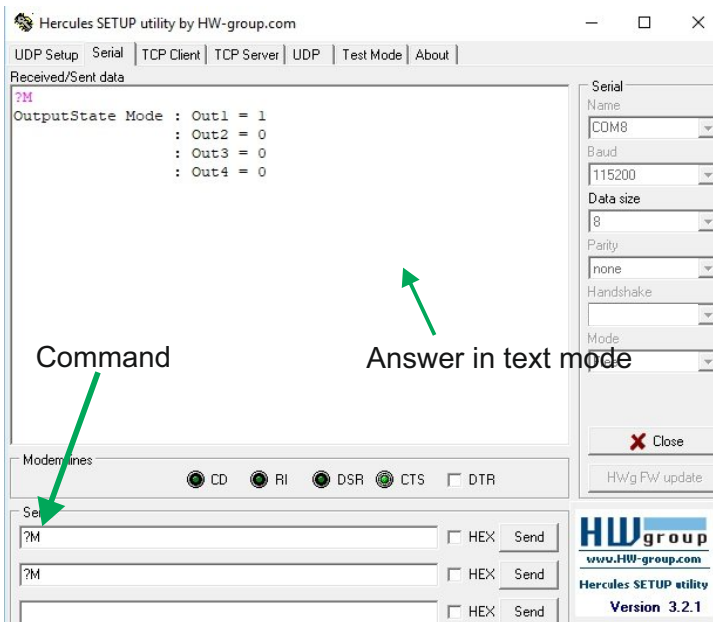 Hercules SETUP utility by HW-group.com
UDP Setup Serial TCP Client TCP Server UDP Test Mode About
Received/Sent data
?M
OutputState Mode : Out1 = 1
: Out2 = 0
: Out3 = 0
: Out4 = 0
Serial
Name
COM8
Baud
115200
Data size
8
Parity
none
Handshake
Mode
Command
Answer in text mode
Close
Modem lines
CD RI DSR CTS DTR
HWg FW update
?M HEX Send
?M HEX Send
HEX Send
HW group
www.HW-group.com
Hercules SETUP utility
Version 3.2.1